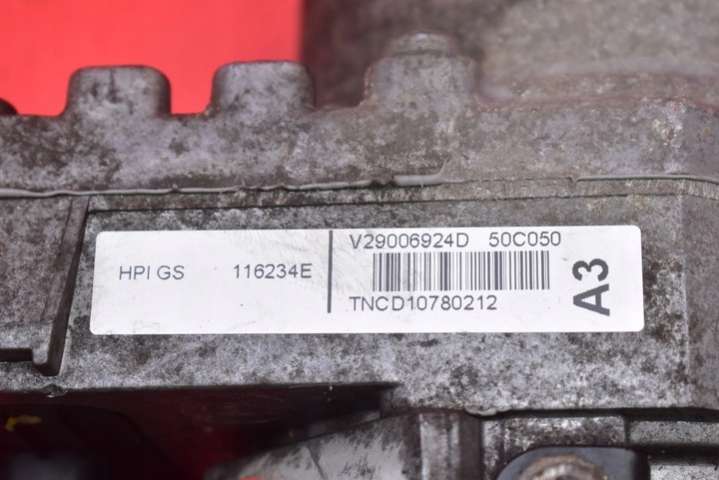 HPI GS 116234E
V29006924D 50C050
TNCD10780212
A3